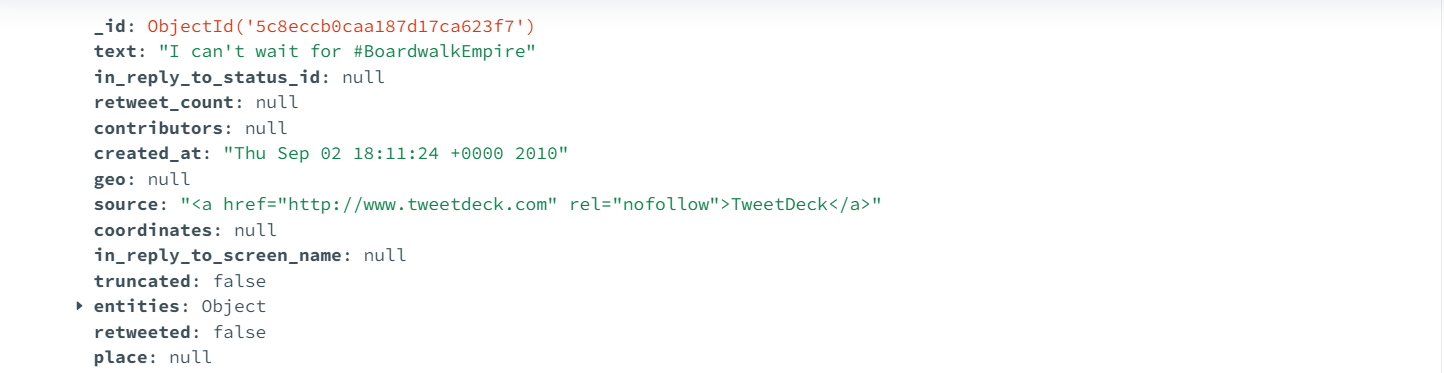 _id: ObjectId('5c8eccb0caa187d17ca623f7')
text: "I can't wait for #BoardwalkEmpire"
in_reply_to_status_id: null
retweet_count: null
contributors: null
created_at: "Thu Sep 02 18:11:24 +0000 2010"
geo: null
source: "<a href="http://www.tweetdeck.com" rel="nofollow">TweetDeck</a>"
coordinates: null
in_reply_to_screen_name: null
truncated: false
entities: Object
retweeted: false
place: null